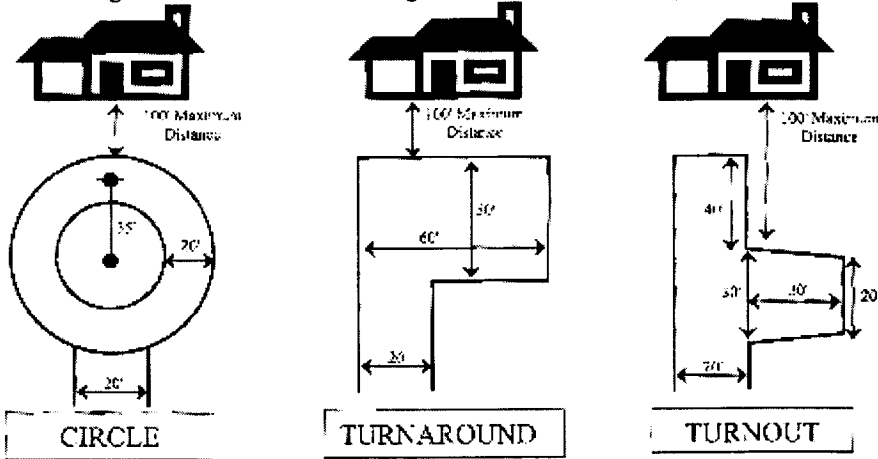 100' Maximum
Distance
35'
20'
20'
CIRCLE
100' Maximum
Distance
30'
60'
20'
TURNAROUND
100' Maximum
Distance
40'
30'
30'
20
20'
TURNOUT